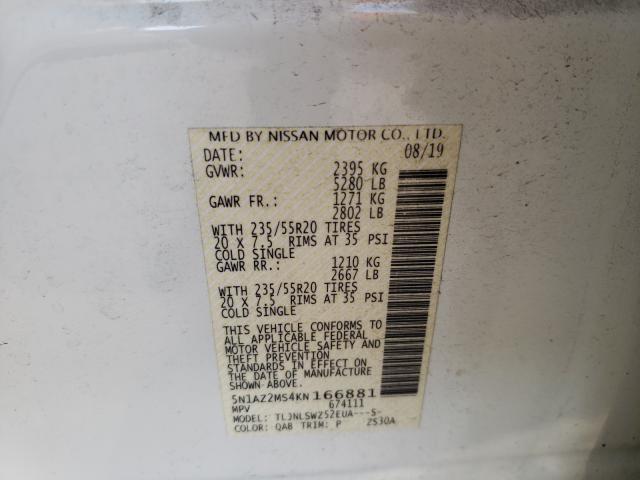 MFD BY NISSAN MOTOR CO., LTD.
DATE: 08/19
GVWR: 2395 KG
5280 LB
GAWR FR.: 1271 KG
2802 LB
WITH 235/55R20 TIRES
20 X 7.5 RIMS AT 35 PSI
COLD SINGLE
GAWR RR.: 1210 KG
2667 LB
WITH 235/55R20 TIRES
20 X 7.5 RIMS AT 35 PSI
COLD SINGLE
THIS VEHICLE CONFORMS TO
ALL APPLICABLE FEDERAL
MOTOR VEHICLE SAFETY AND
THEFT PREVENTION
STANDARDS IN EFFECT ON
THE DATE OF MANUFACTURE
SHOWN ABOVE.
5N1AZ2MS4KN166881
MPV 674111
MODEL: TLJNLSWZ52EUA---S-
COLOR: QAB TRIM: P ZS30A